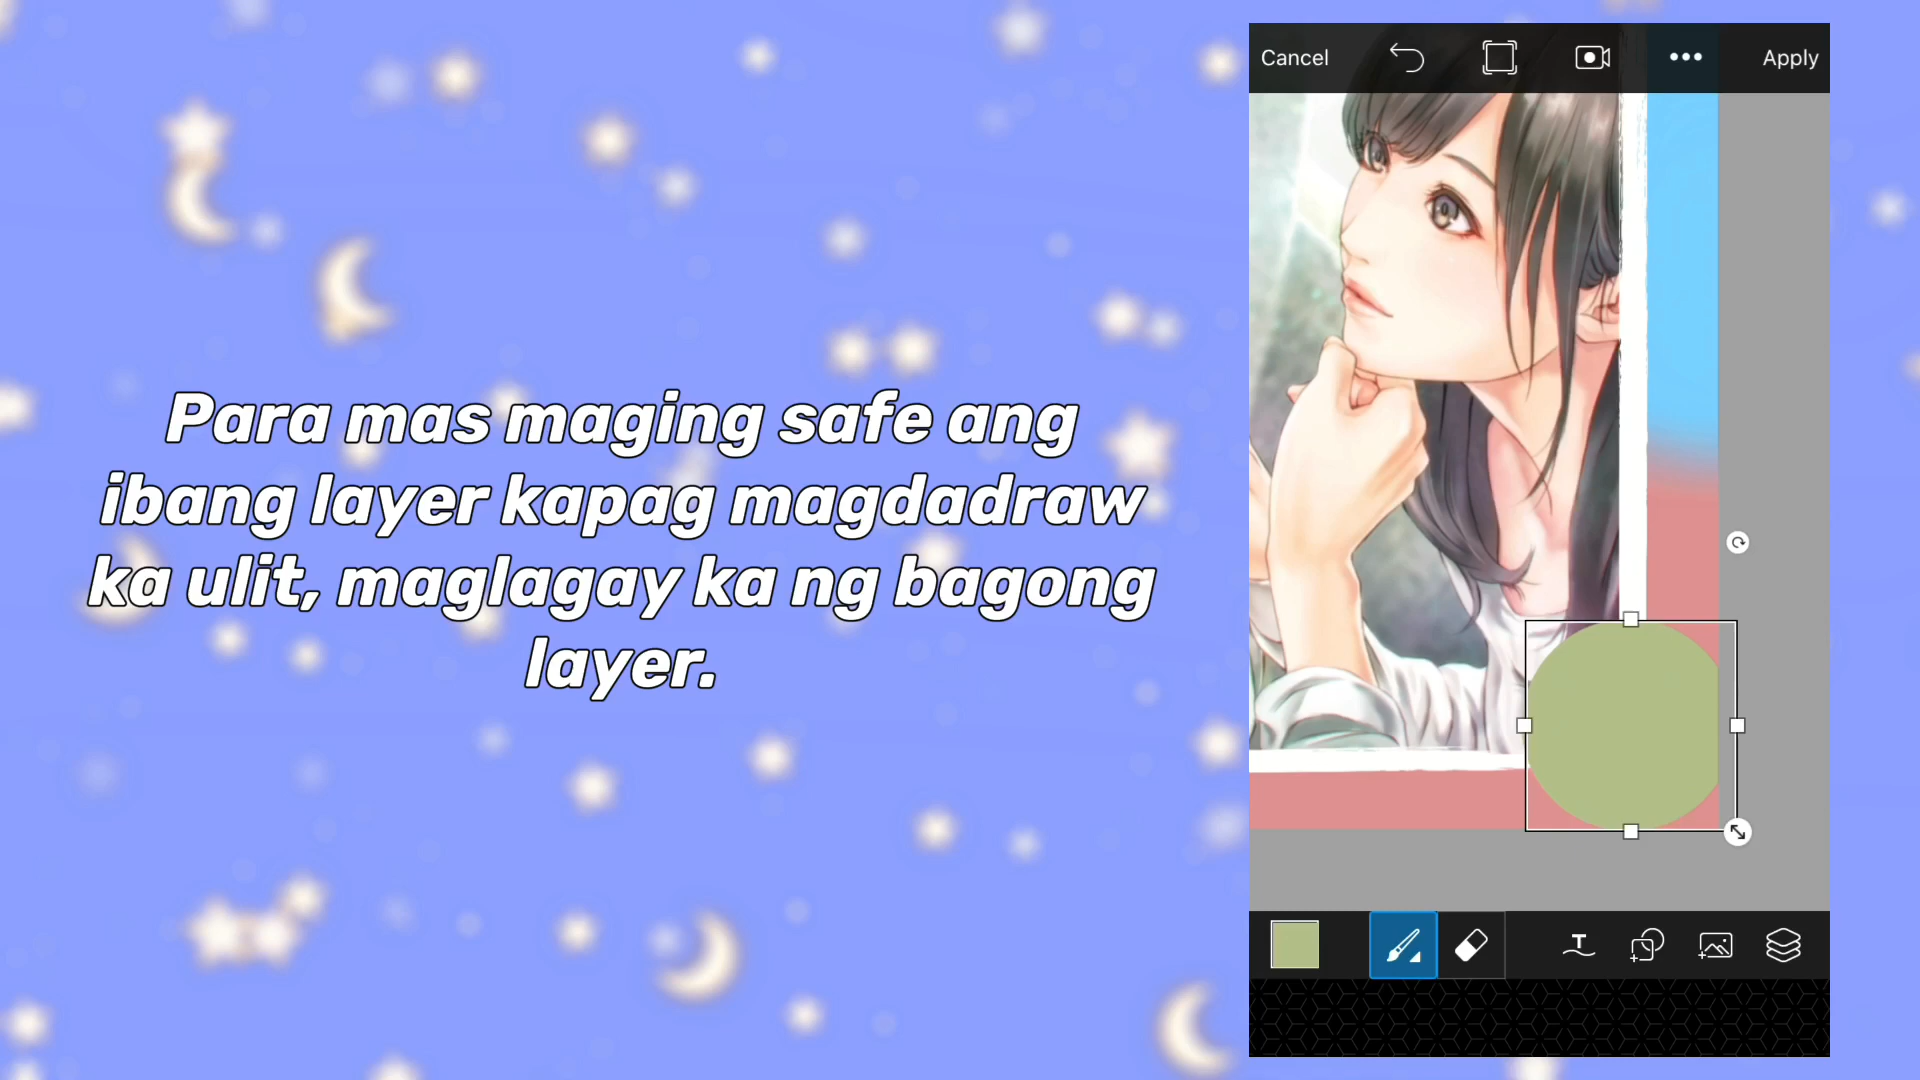 Cancel
Apply
Para mas maging safe ang
ibang layer kapag magdadraw
ka ulit, maglagay ka ng bagong
layer.